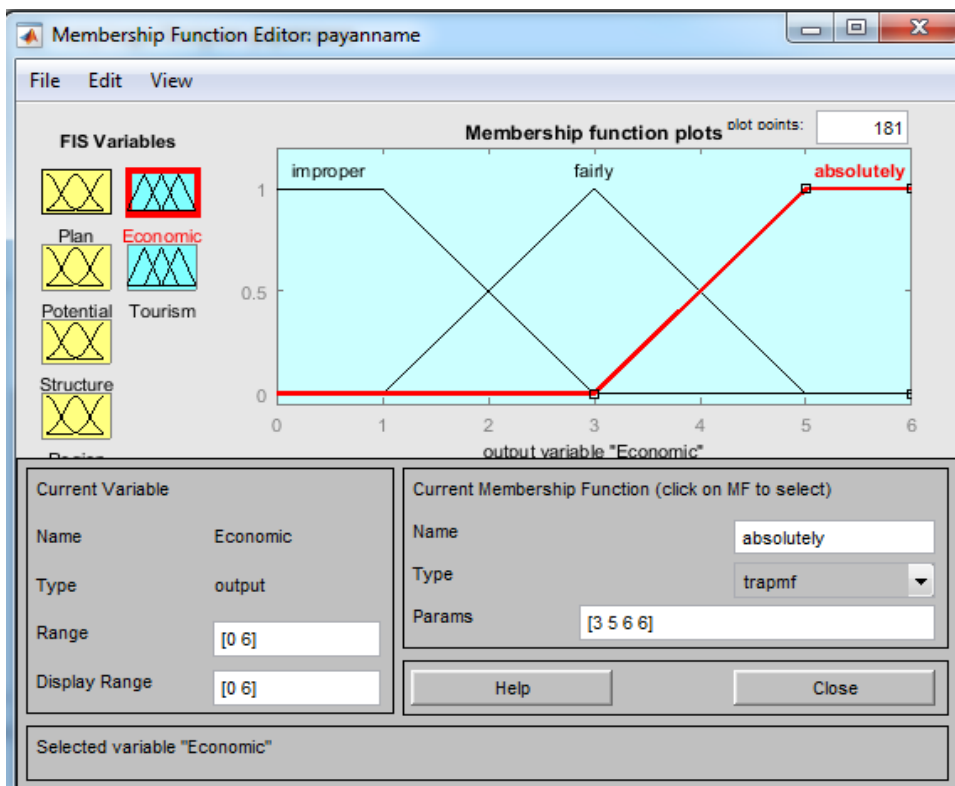 Membership Function Editor: payanname
File Edit View
FIS Variables
Plan
Economic
Potential
Tourism
Structure
Membership function plots
plot points:
181
improper
fairly
absolutely
1
0.5
0
0 1 2 3 4 5 6
output variable "Economic"
Current Variable
Name Economic
Type output
Range [0 6]
Display Range [0 6]
Current Membership Function (click on MF to select)
Name absolutely
Type trapmf
Params [3 5 6 6]
Help
Close
Selected variable "Economic"